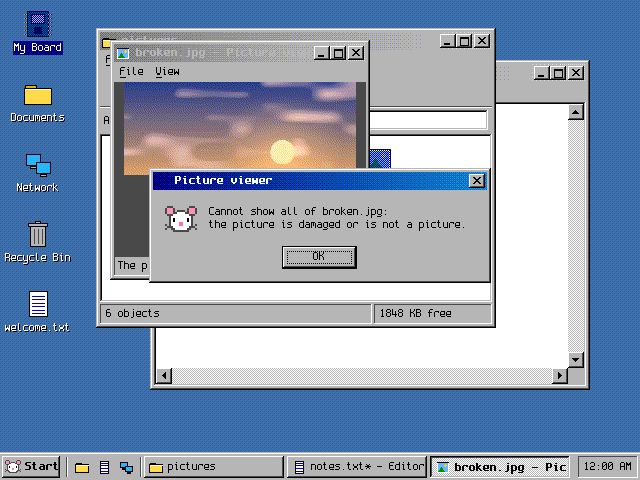 My Board
Documents
Network
Recycle Bin
welcome.txt
pictures
broken.jpg - Picture
File View
Picture viewer
Cannot show all of broken.jpg:
the picture is damaged or is not a picture.
OK
The p
6 objects
1848 KB free
Start
pictures
notes.txt* - Editor
broken.jpg - Pic
12:00 AM